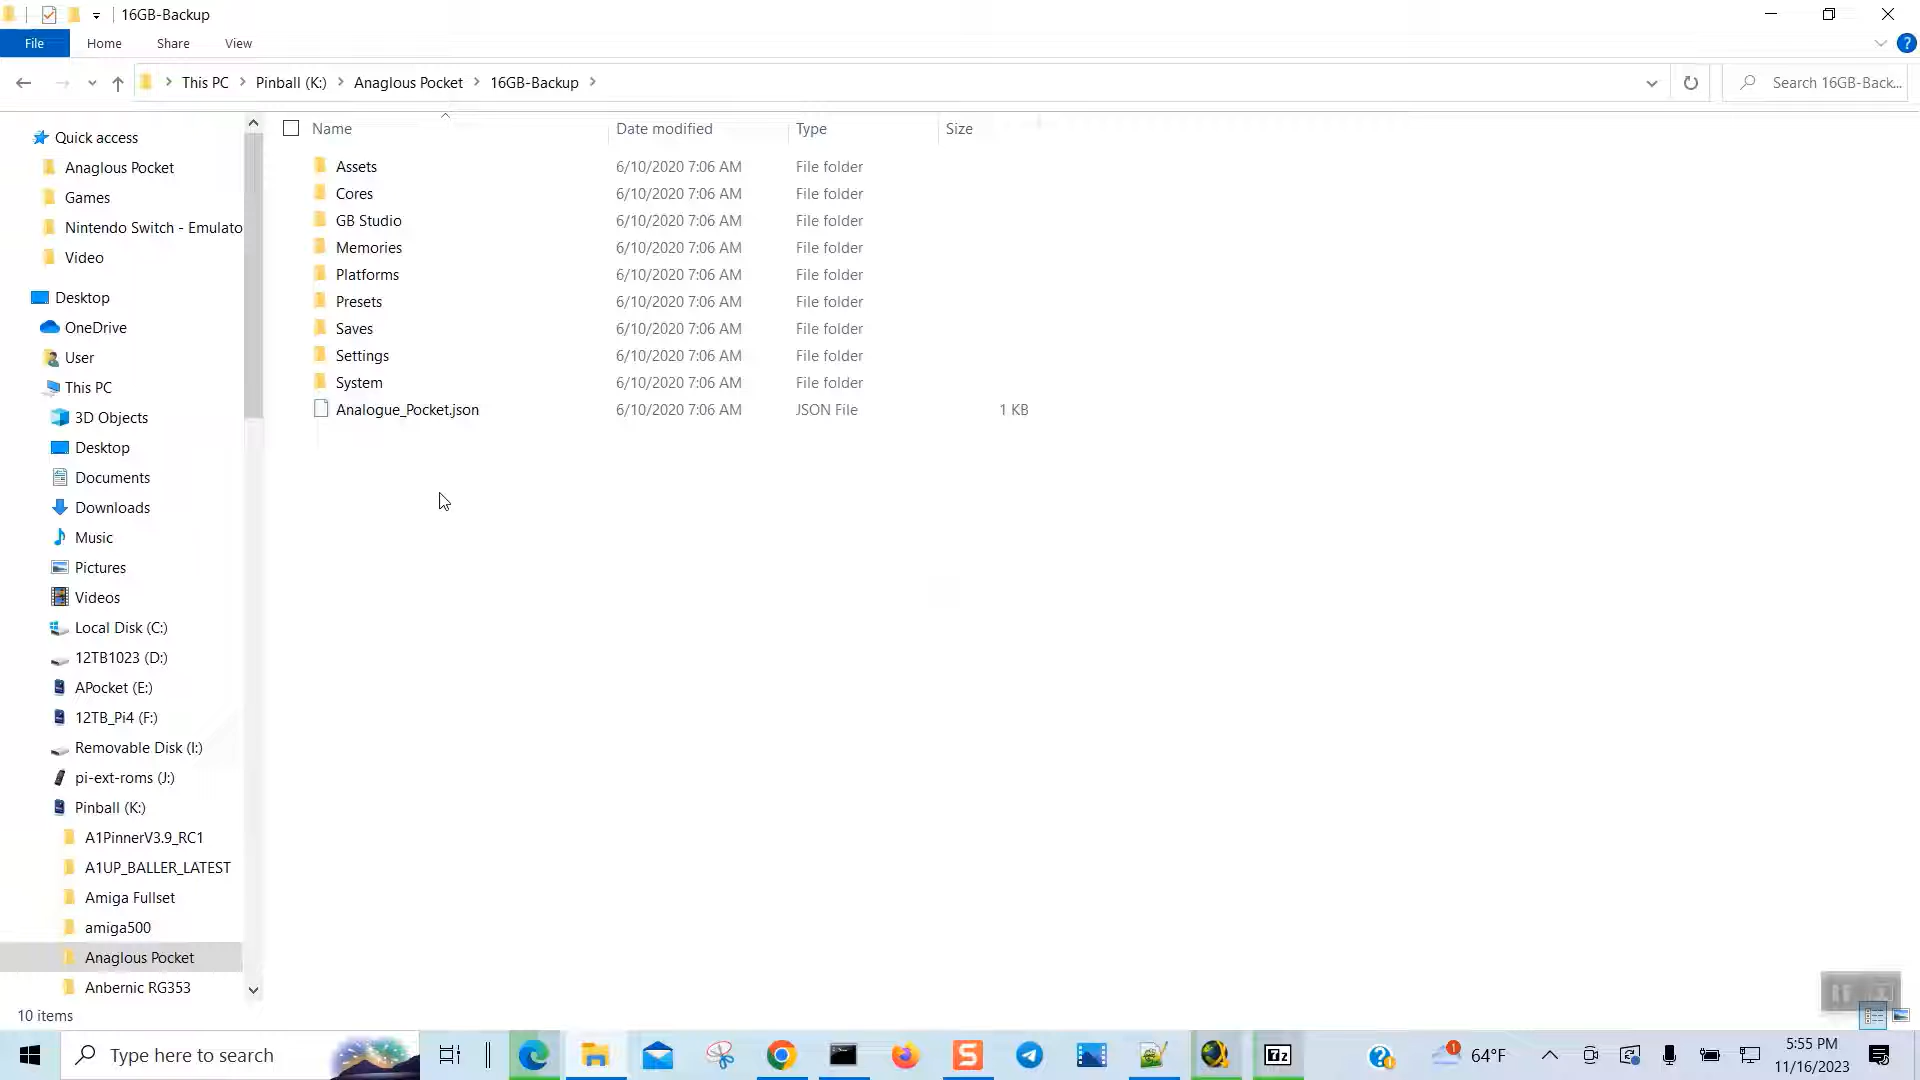 16GB-Backup
File Home Share View
This PC Pinball (K:) Anaglous Pocket 16GB-Backup
Search 16GB-Back...
Name Date modified Type Size
Assets 6/10/2020 7:06 AM File folder
Cores 6/10/2020 7:06 AM File folder
GB Studio 6/10/2020 7:06 AM File folder
Memories 6/10/2020 7:06 AM File folder
Platforms 6/10/2020 7:06 AM File folder
Presets 6/10/2020 7:06 AM File folder
Saves 6/10/2020 7:06 AM File folder
Settings 6/10/2020 7:06 AM File folder
System 6/10/2020 7:06 AM File folder
Analogue_Pocket.json 6/10/2020 7:06 AM JSON File 1 KB
Quick access
Anaglous Pocket
Games
Nintendo Switch - Emulato
Video
Desktop
OneDrive
User
This PC
3D Objects
Desktop
Documents
Downloads
Music
Pictures
Videos
Local Disk (C:)
12TB1023 (D:)
APocket (E:)
12TB_Pi4 (F:)
Removable Disk (I:)
pi-ext-roms (J:)
Pinball (K:)
A1PinnerV3.9_RC1
A1UP_BALLER_LATEST
Amiga Fullset
amiga500
Anaglous Pocket
Anbernic RG353
10 items
Type here to search
S
7z
1
64°F
5:55 PM
11/16/2023